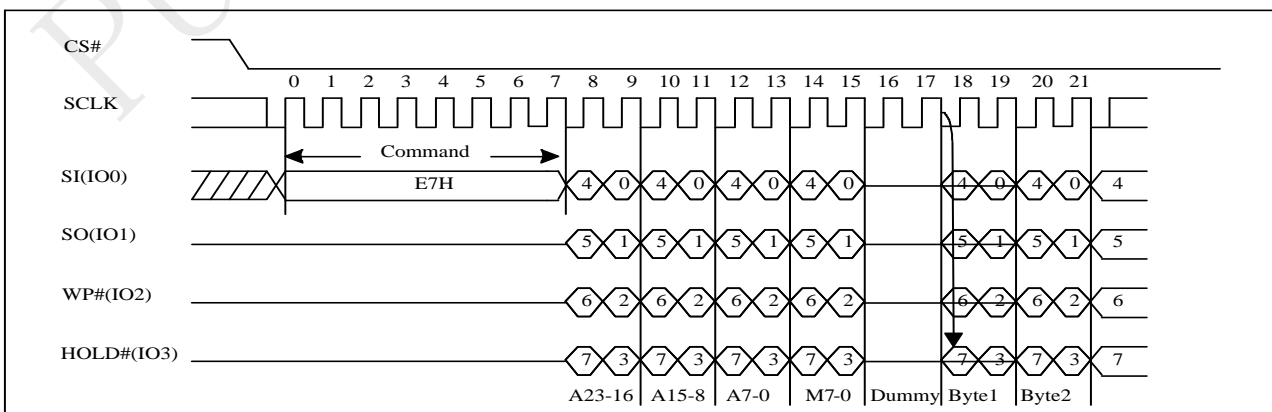 CS#
0 1 2 3 4 5 6 7 8 9 10 11 12 13 14 15 16 17 18 19 20 21
SCLK
Command
SI(IO0) E7H 4 0 4 0 4 0 4 0 4 0 4 0 4
SO(IO1) 5 1 5 1 5 1 5 1 5 1 5 1 5
WP#(IO2) 6 2 6 2 6 2 6 2 6 2 6 2 6
HOLD#(IO3) 7 3 7 3 7 3 7 3 7 3 7 3 7
A23-16 A15-8 A7-0 M7-0 Dummy Byte1 Byte2